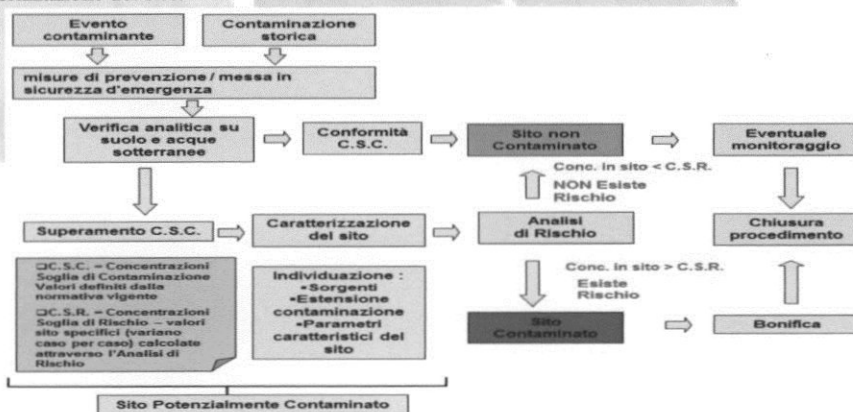 Evento
contaminante
Contaminazione
storica
misure di prevenzione / messa in
sicurezza d'emergenza
Verifica analitica su
suolo e acque
sotterranee
Conformità
C.S.C.
Sito non
Contaminato
Eventuale
monitoraggio
Conc. in sito < C.S.R.
NON Esiste
Rischio
Superamento C.S.C.
Caratterizzazione
del sito
Analisi
di Rischio
Chiusura
procedimento
❑C.S.C. = Concentrazioni
Soglia di Contaminazione
Valori definiti dalla
normativa vigente
❑C.S.R. = Concentrazioni
Soglia di Rischio – valori
sito specifici (variano
caso per caso) calcolate
attraverso l'Analisi di
Rischio
Individuazione :
•Sorgenti
•Estensione
contaminazione
•Parametri
caratteristici del
sito
Conc. in sito > C.S.R.
Esiste
Rischio
Sito
Contaminato
Bonifica
Sito Potenzialmente Contaminato